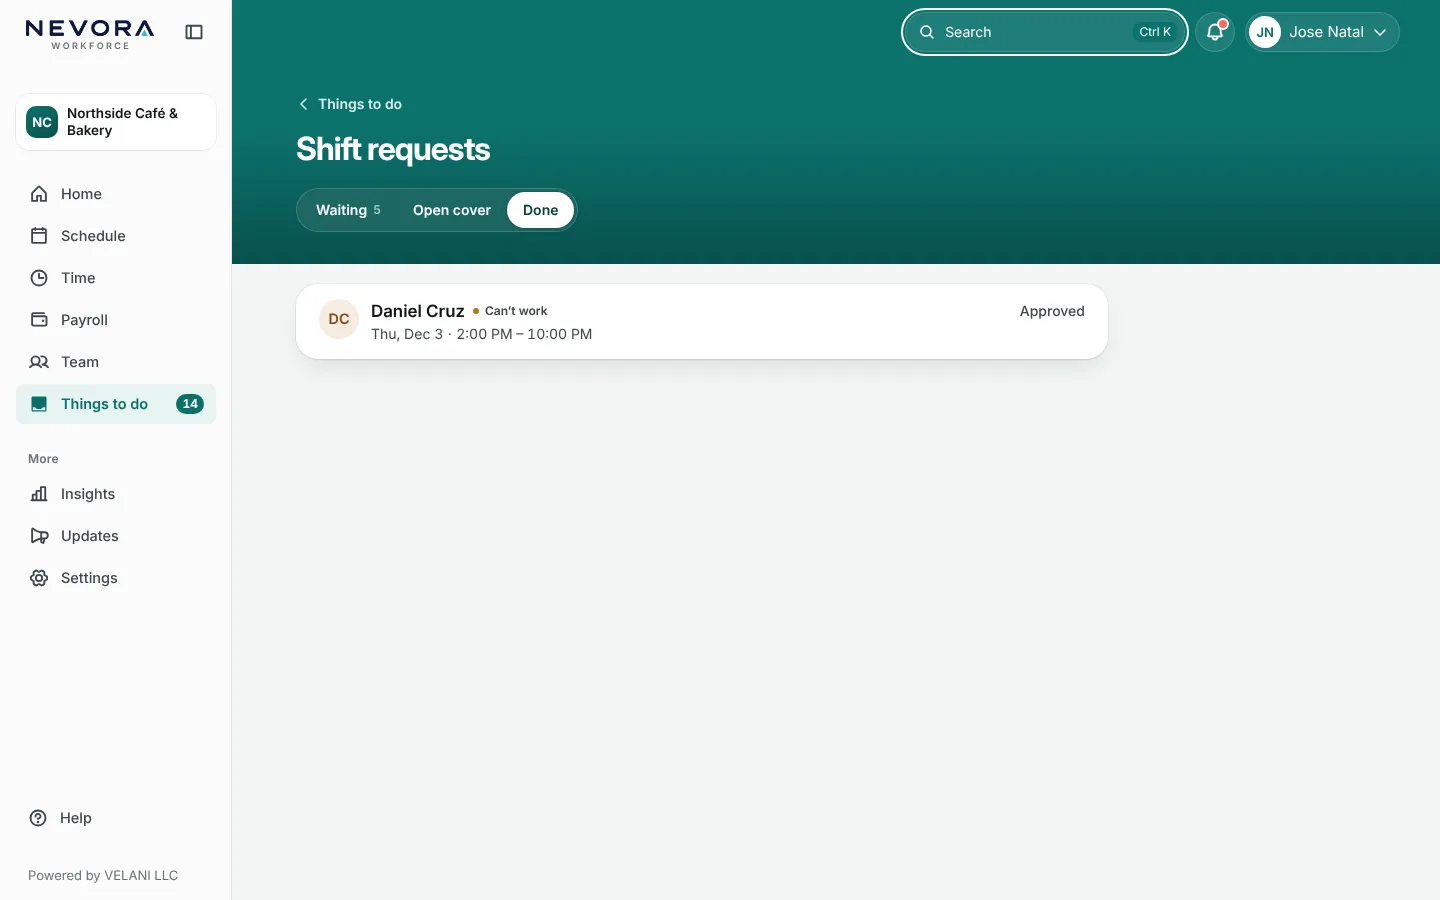 NEVORA
WORKFORCE
Northside Café &
Bakery
NC
Home
Schedule
Time
Payroll
Team
Things to do 14
More
Insights
Updates
Settings
Help
Powered by VELANI LLC
Search Ctrl K
JN Jose Natal
Things to do
Shift requests
Waiting 5 Open cover Done
DC
Daniel Cruz • Can't work Approved
Thu, Dec 3 · 2:00 PM – 10:00 PM